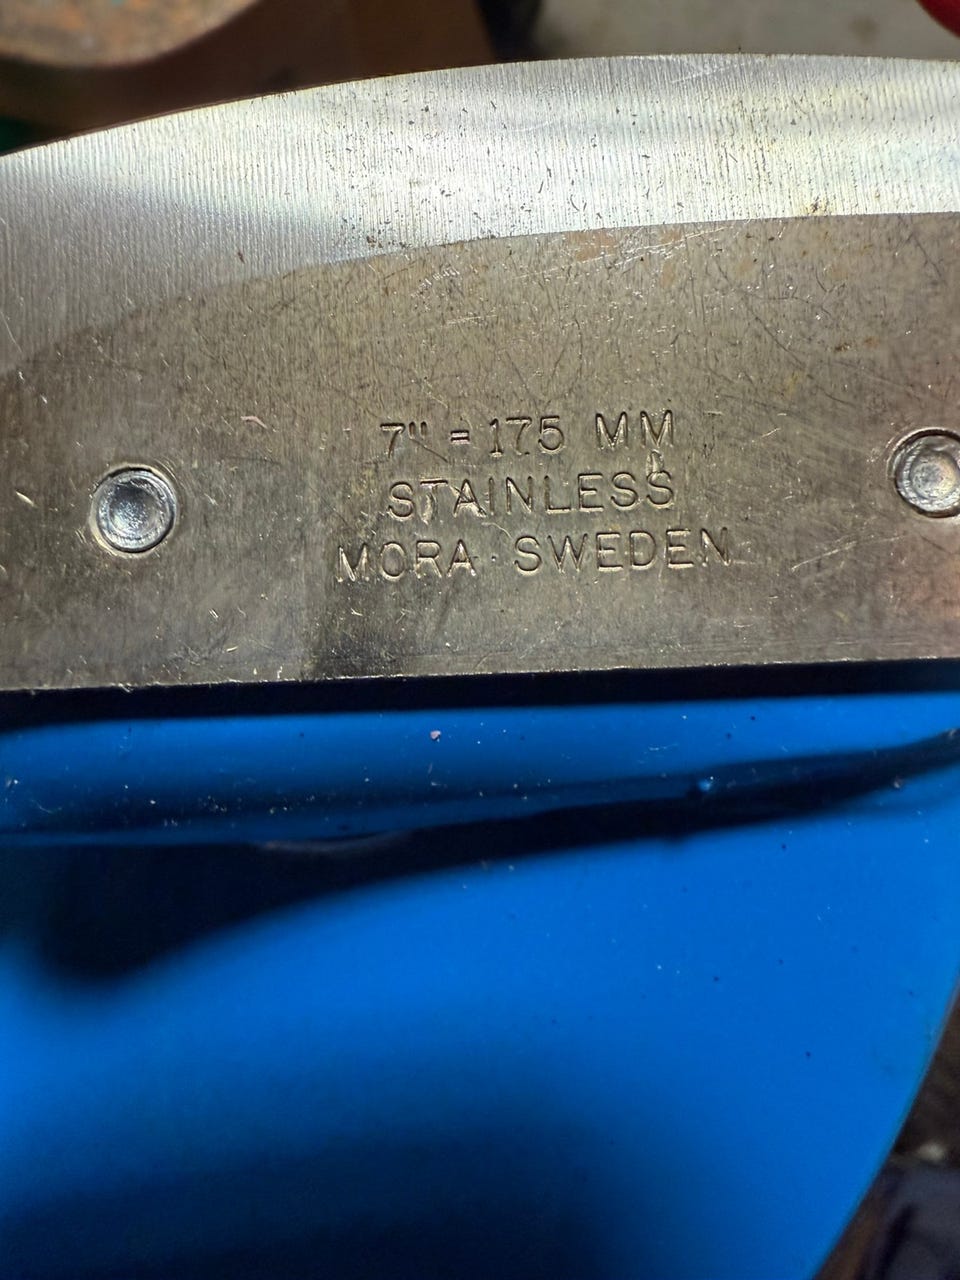 7" = 175 MM
STAINLESS
MORA · SWEDEN